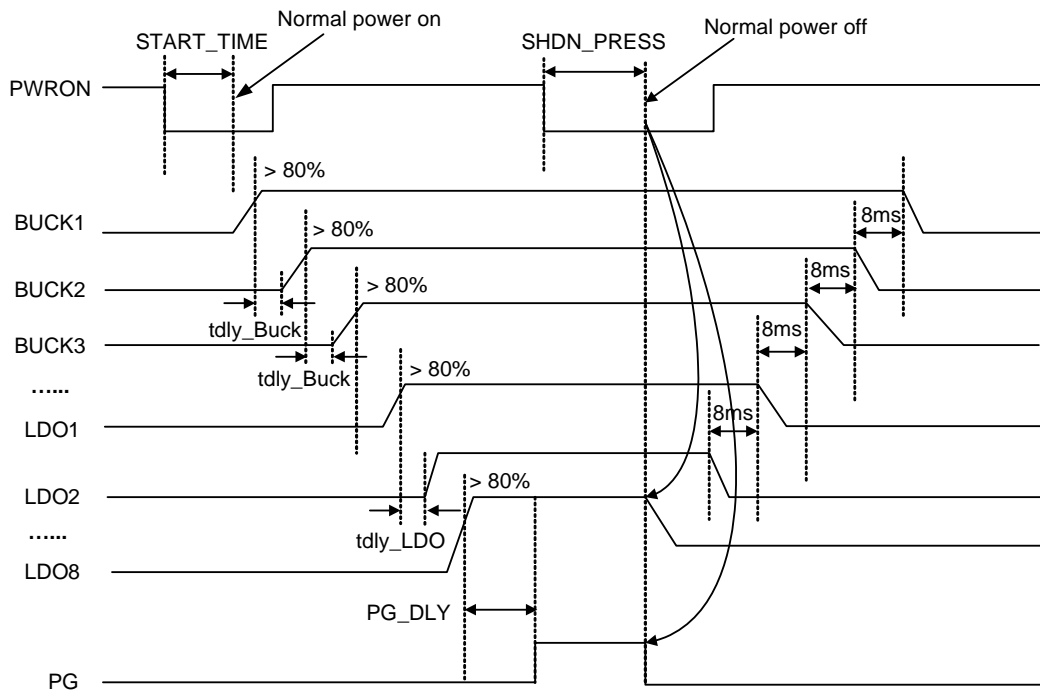 Normal power on
START_TIME
SHDN_PRESS
Normal power off
PWRON
> 80%
BUCK1
8ms
> 80%
BUCK2
8ms
> 80%
tdly_Buck
BUCK3
8ms
tdly_Buck
> 80%
......
8ms
LDO1
> 80%
LDO2
tdly_LDO
......
LDO8
PG_DLY
PG